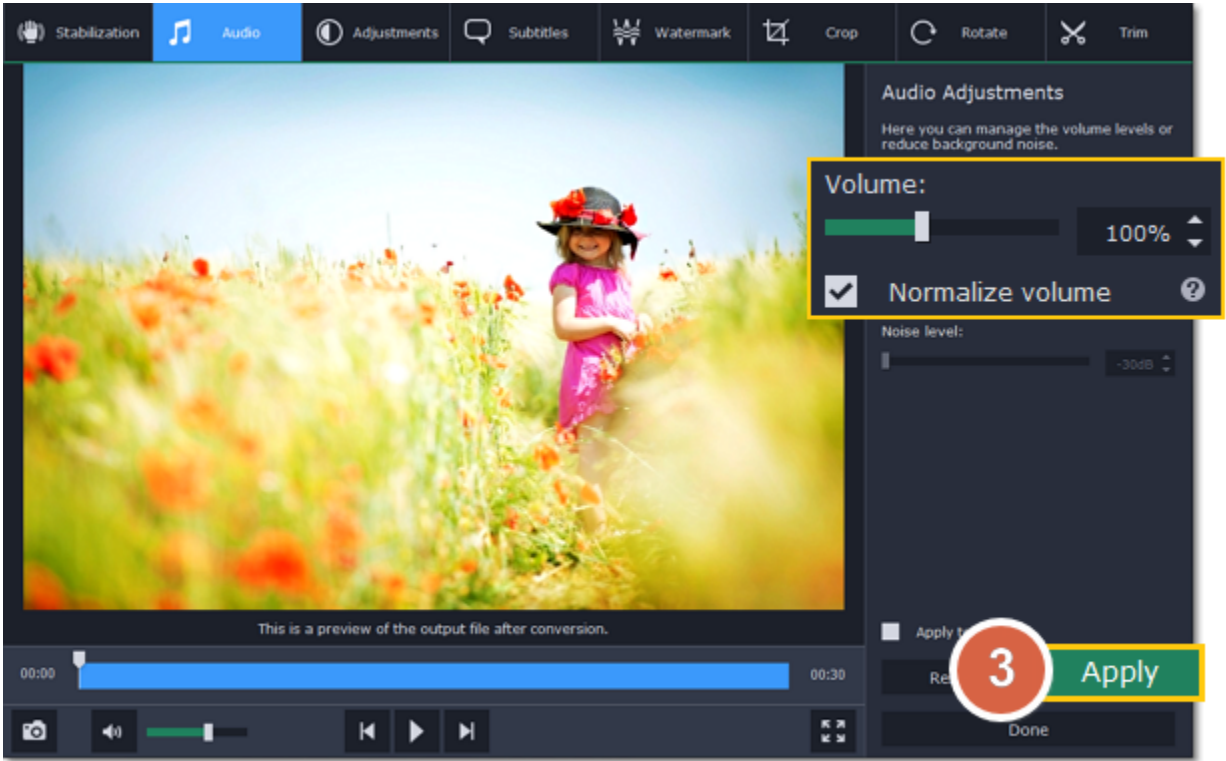 Stabilization
Audio
Adjustments
Subtitles
Watermark
Crop
Rotate
Trim
Audio Adjustments
Here you can manage the volume levels or
reduce background noise.
Volume:
100%
Normalize volume
?
Noise level:
-30dB
This is a preview of the output file after conversion.
00:00
00:30
Apply
3
Apply
Done